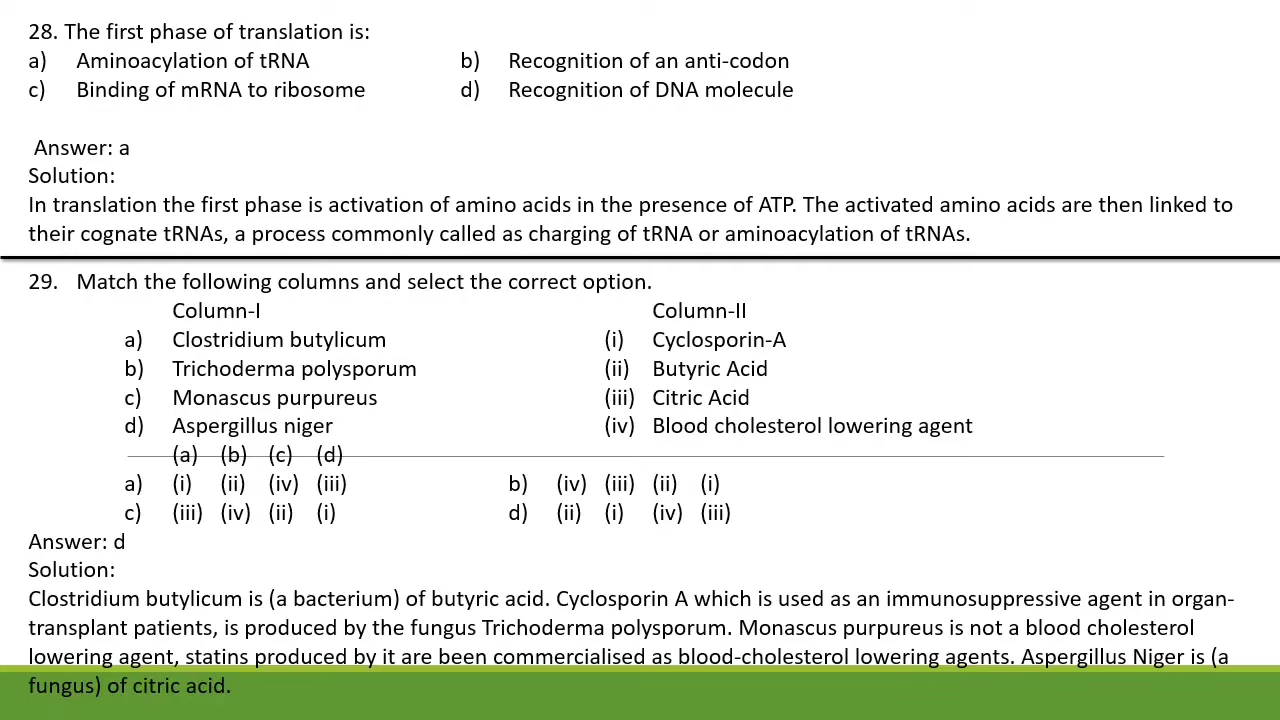 28. The first phase of translation is:
a) Aminoacylation of tRNA b) Recognition of an anti-codon
c) Binding of mRNA to ribosome d) Recognition of DNA molecule
Answer: a
Solution:
In translation the first phase is activation of amino acids in the presence of ATP. The activated amino acids are then linked to
their cognate tRNAs, a process commonly called as charging of tRNA or aminoacylation of tRNAs.
29. Match the following columns and select the correct option.
Column-I Column-II
a) Clostridium butylicum (i) Cyclosporin-A
b) Trichoderma polysporum (ii) Butyric Acid
c) Monascus purpureus (iii) Citric Acid
d) Aspergillus niger (iv) Blood cholesterol lowering agent
(a) (b) (c) (d)
a) (i) (ii) (iv) (iii) b) (iv) (iii) (ii) (i)
c) (iii) (iv) (ii) (i) d) (ii) (i) (iv) (iii)
Answer: d
Solution:
Clostridium butylicum is (a bacterium) of butyric acid. Cyclosporin A which is used as an immunosuppressive agent in organ-
transplant patients, is produced by the fungus Trichoderma polysporum. Monascus purpureus is not a blood cholesterol
lowering agent, statins produced by it are been commercialised as blood-cholesterol lowering agents. Aspergillus Niger is (a
fungus) of citric acid.